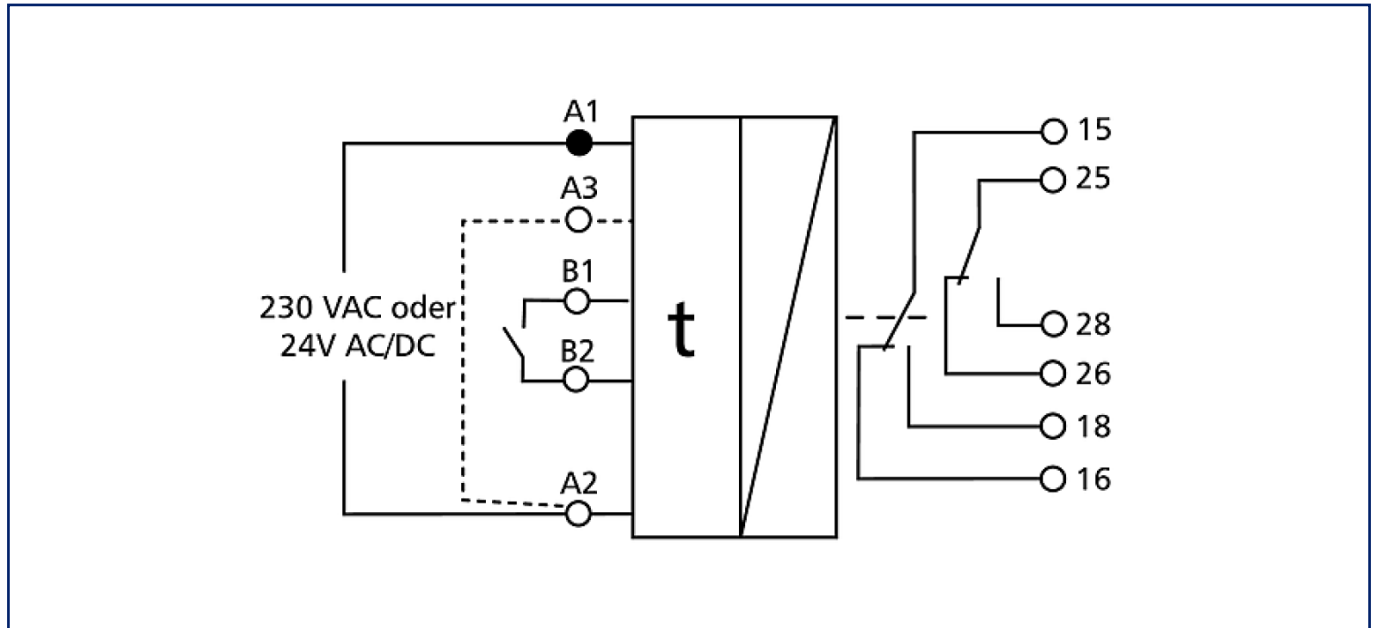 A1
A3
B1
230 VAC oder
24V AC/DC
B2
A2
t
15
25
28
26
18
16